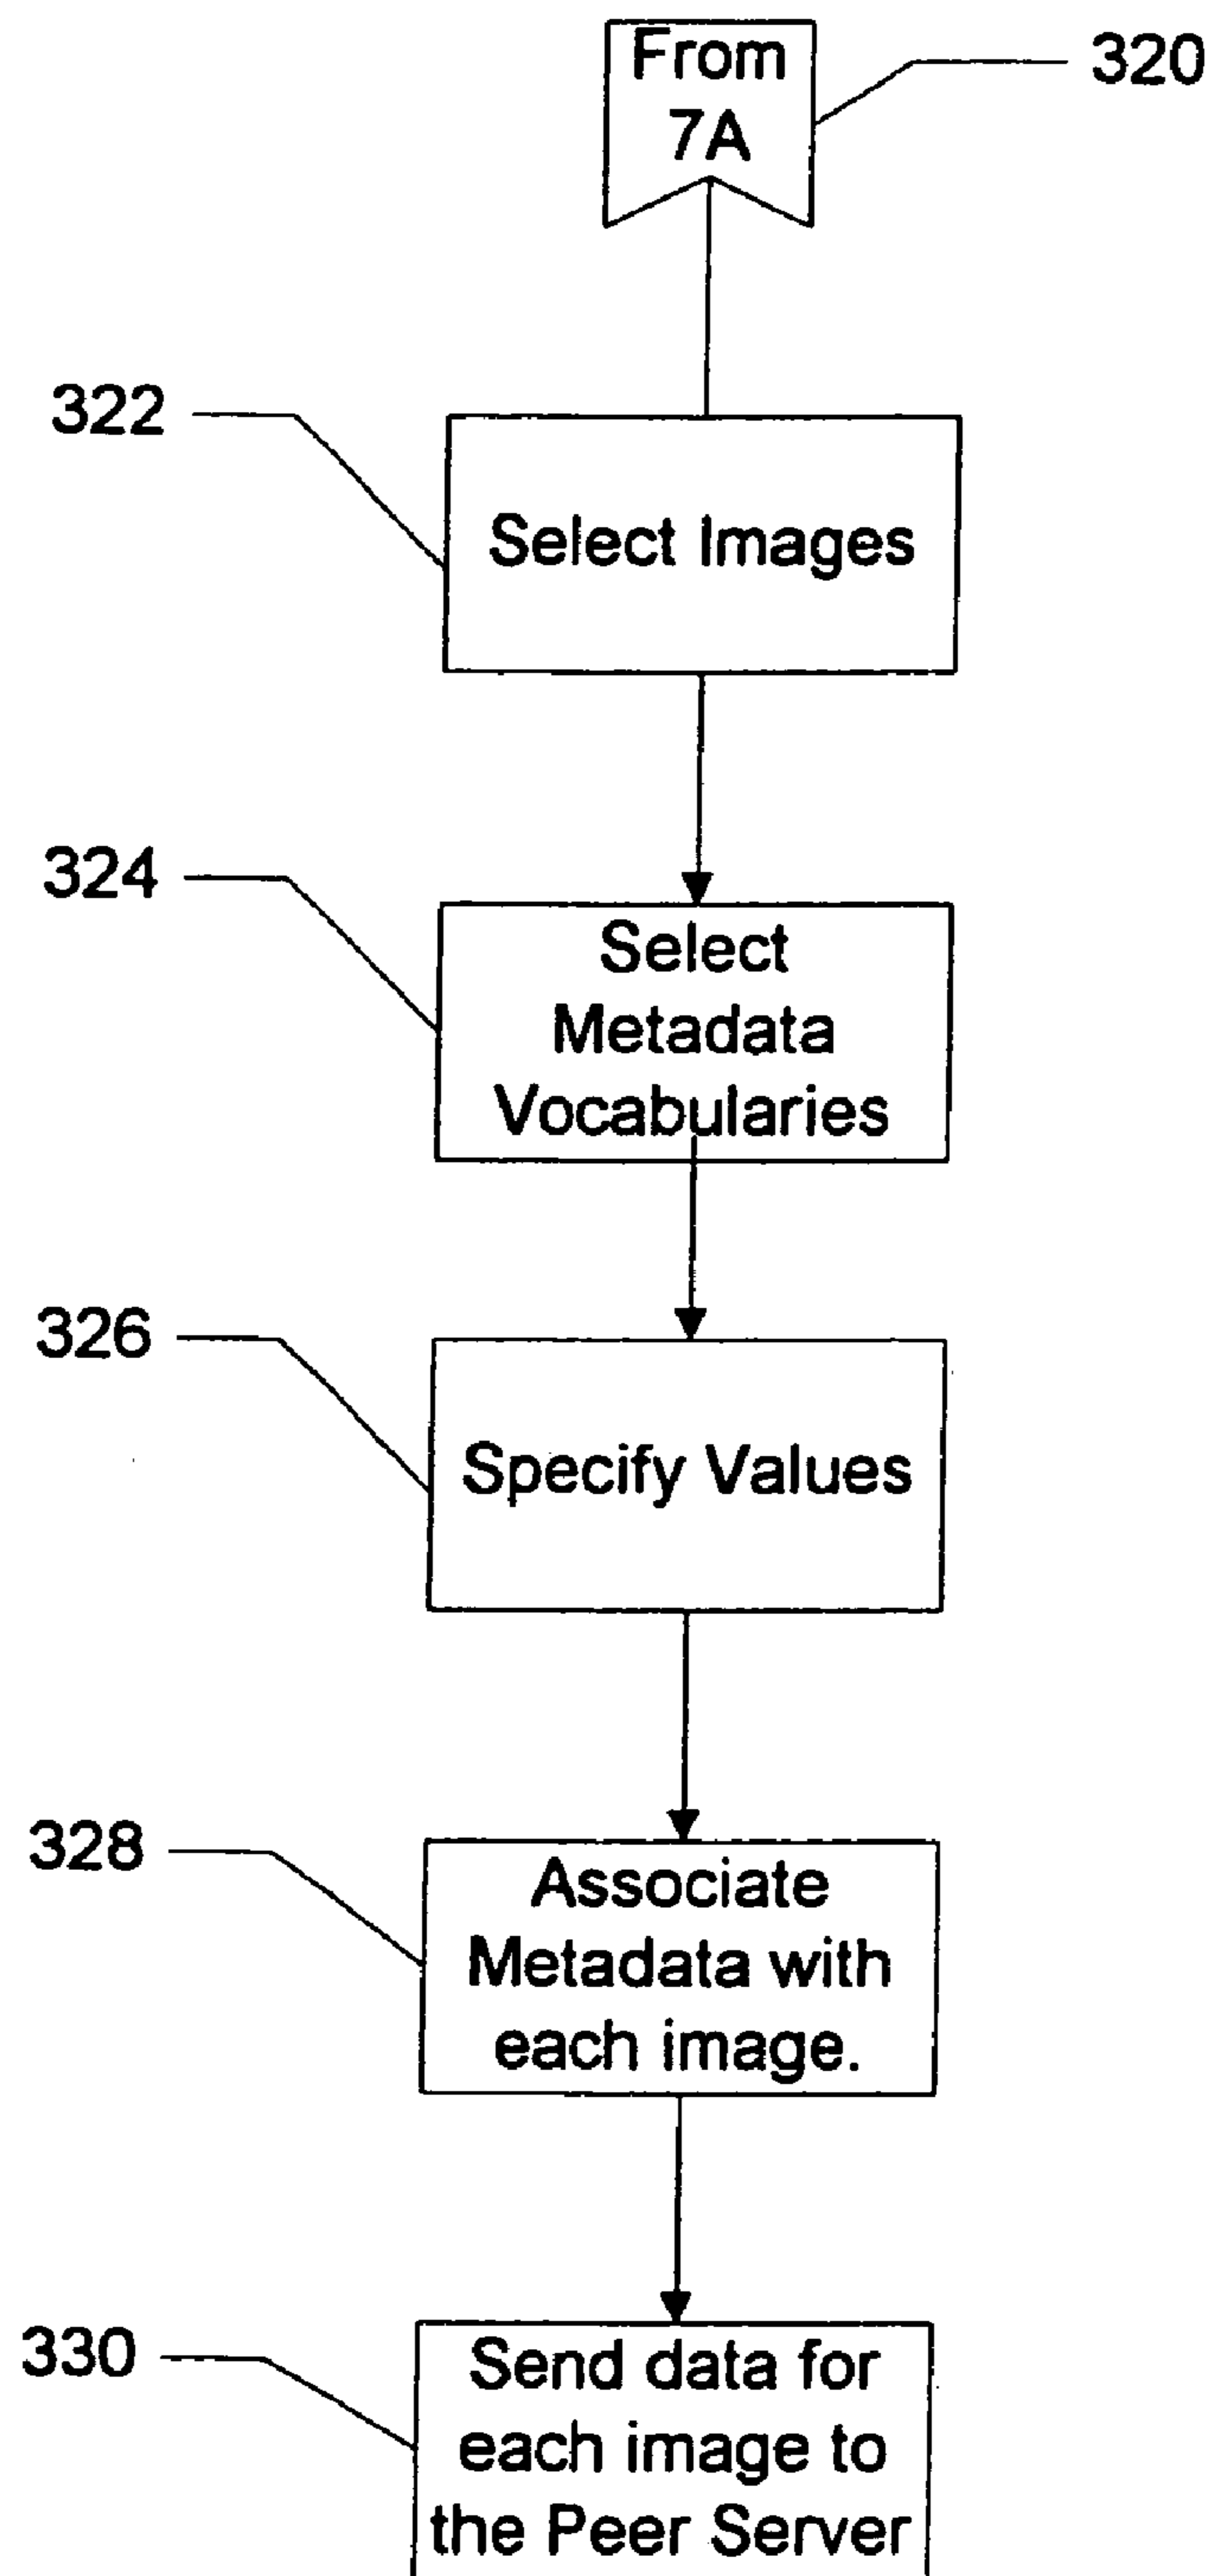 From
7A
320
322
Select Images
324
Select
Metadata
Vocabularies
326
Specify Values
328
Associate
Metadata with
each image.
330
Send data for
each image to
the Peer Server